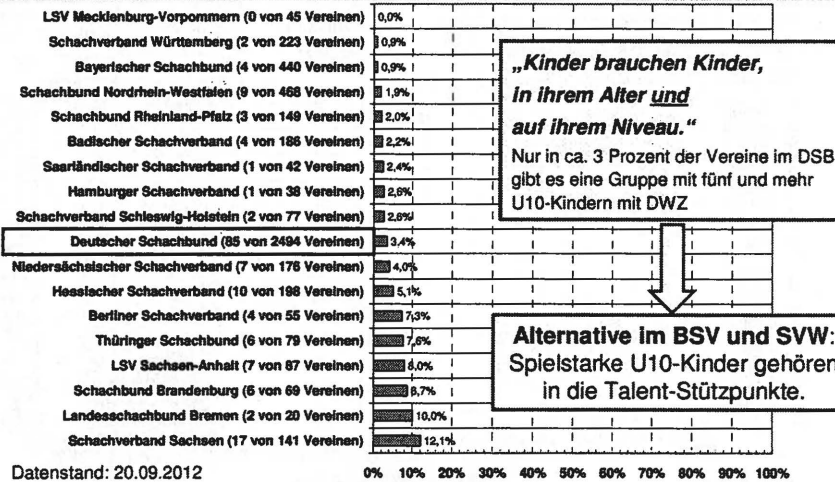 LSV Mecklenburg-Vorpommern (0 von 45 Vereinen) 0,0%
Schachverband Württemberg (2 von 223 Vereinen) 0,9%
Bayerischer Schachbund (4 von 440 Vereinen) 0,9%
Schachbund Nordrhein-Westfalen (9 von 468 Vereinen) 1,9%
Schachbund Rheinland-Pfalz (3 von 149 Vereinen) 2,0%
Badischer Schachverband (4 von 186 Vereinen) 2,2%
Saarländischer Schachverband (1 von 42 Vereinen) 2,4%
Hamburger Schachverband (1 von 38 Vereinen) 2,6%
Schachverband Schleswig-Holstein (2 von 77 Vereinen) 2,6%
Deutscher Schachbund (85 von 2494 Vereinen) 3,4%
Niedersächsischer Schachverband (7 von 176 Vereinen) 4,0%
Hessischer Schachverband (10 von 198 Vereinen) 5,1%
Berliner Schachverband (4 von 55 Vereinen) 7,3%
Thüringer Schachbund (6 von 79 Vereinen) 7,6%
LSV Sachsen-Anhalt (7 von 87 Vereinen) 8,0%
Schachbund Brandenburg (6 von 69 Vereinen) 8,7%
Landesschachbund Bremen (2 von 20 Vereinen) 10,0%
Schachverband Sachsen (17 von 141 Vereinen) 12,1%
0% 10% 20% 30% 40% 50% 60% 70% 80% 90% 100%
Datenstand: 20.09.2012
„Kinder brauchen Kinder,
in ihrem Alter und
auf ihrem Niveau.“
Nur in ca. 3 Prozent der Vereine im DSB
gibt es eine Gruppe mit fünf und mehr
U10-Kindern mit DWZ
Alternative im BSV und SVW:
Spielstarke U10-Kinder gehören
in die Talent-Stützpunkte.